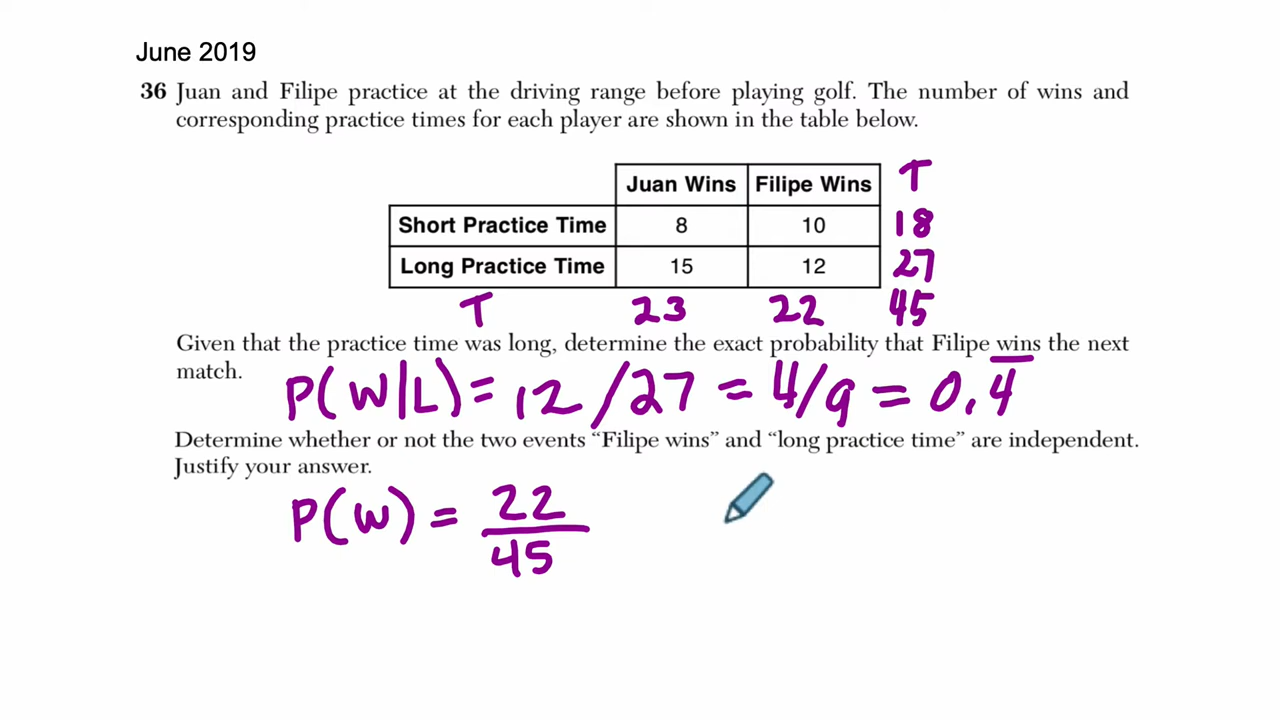 June 2019
36 Juan and Filipe practice at the driving range before playing golf. The number of wins and
corresponding practice times for each player are shown in the table below.
Juan Wins Filipe Wins T
Short Practice Time 8 10 18
Long Practice Time 15 12 27
T 23 22 45
Given that the practice time was long, determine the exact probability that Filipe wins the next
match.
P(W|L) = 12/27 = 4/9 = 0.4̅
Determine whether or not the two events “Filipe wins” and “long practice time” are independent.
Justify your answer.
P(W) = 22
45